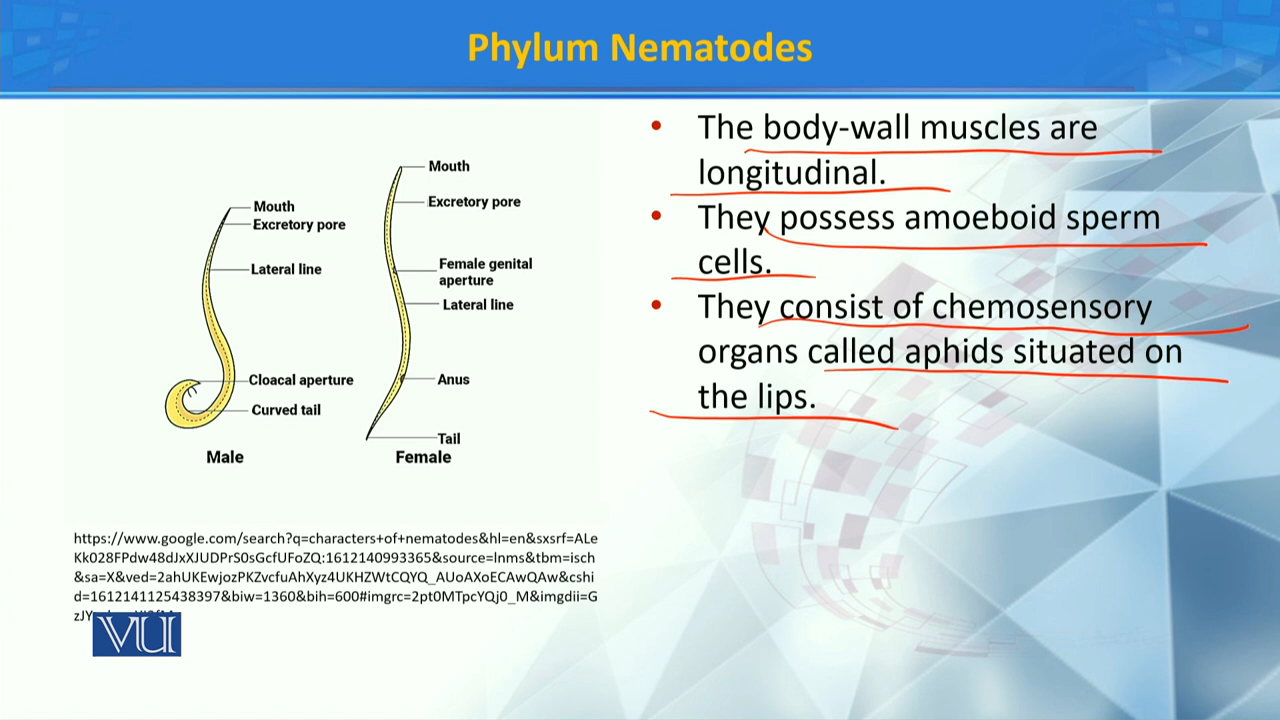 Phylum Nematodes
Mouth
Excretory pore
Lateral line
Cloacal aperture
Curved tail
Male
Mouth
Excretory pore
Female genital
aperture
Lateral line
Anus
Tail
Female
https://www.google.com/search?q=characters+of+nematodes&hl=en&sxsrf=ALe
Kk028FPdw48dJxXJUDPrS0sGcfUFoZQ:1612140993365&source=lnms&tbm=isch
&sa=X&ved=2ahUKEwjozPKZvcfuAhXyz4UKHZWtCQYQ_AUoAXoECAwQAw&cshi
d=1612141125438397&biw=1360&bih=600#imgrc=2pt0MTpcYQj0_M&imgdii=G
VU
• The body-wall muscles are
longitudinal.
• They possess amoeboid sperm
cells.
• They consist of chemosensory
organs called aphids situated on
the lips.